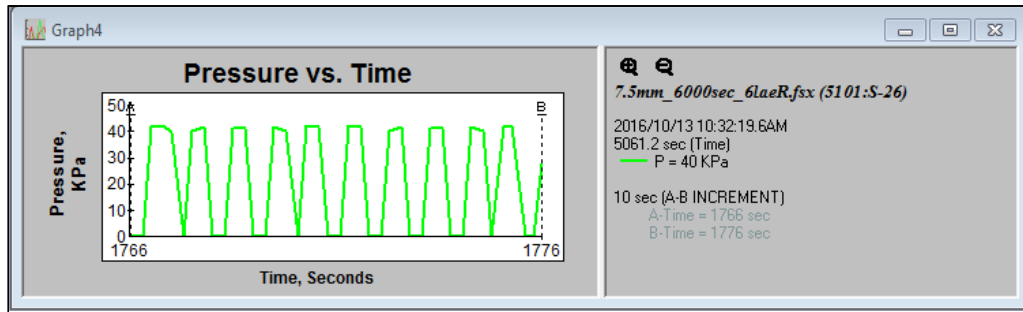 Graph4
Pressure vs. Time
Pressure,
KPa
50
40
30
20
10
0
A
B
1766
1776
Time, Seconds
7.5mm_6000sec_6laeR.fsx (5101:S-26)
2016/10/13 10:32:19.6AM
5061.2 sec (Time)
P = 40 KPa
10 sec (A-B INCREMENT)
A-Time = 1766 sec
B-Time = 1776 sec